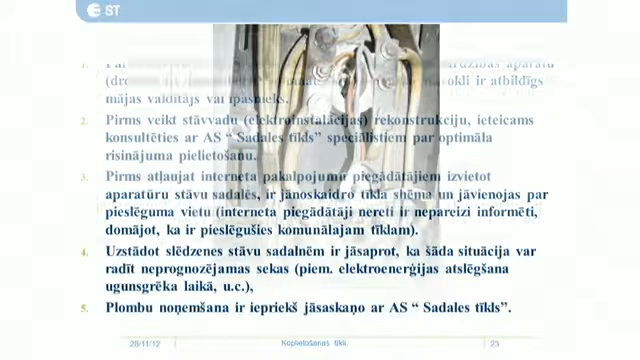 ST
(dro
vokli ir atbildīgs
mājas valdītājs vai īpašnieks.
2. Pirms veikt stāvvadu (elektroinstalācijas) rekonstrukciju, ieteicams
konsultēties ar AS “ Sadales tīkls” speciālistiem par optimāla
risinājuma pielietošanu.
3. Pirms atļaujat interneta pakalpojumu piegādātājiem izvietot
aparatūru stāvu sadalēs, ir jānoskaidro tīkla shēma un jāvienojas par
pieslēguma vietu (interneta piegādātāji nereti ir nepareizi informēti,
domājot, ka ir pieslēgušies komunālajam tīklam).
4. Uzstādot slēdzenes stāvu sadalnēm ir jāsaprot, ka šāda situācija var
radīt neprognozējamas sekas (piem. elektroenerģijas atslēgšana
ugunsgrēka laikā, u.c.),
5. Plombu noņemšana ir iepriekš jāsaskaņo ar AS “ Sadales tīkls”.
28/11/12 Koplietošanas tīkli 23